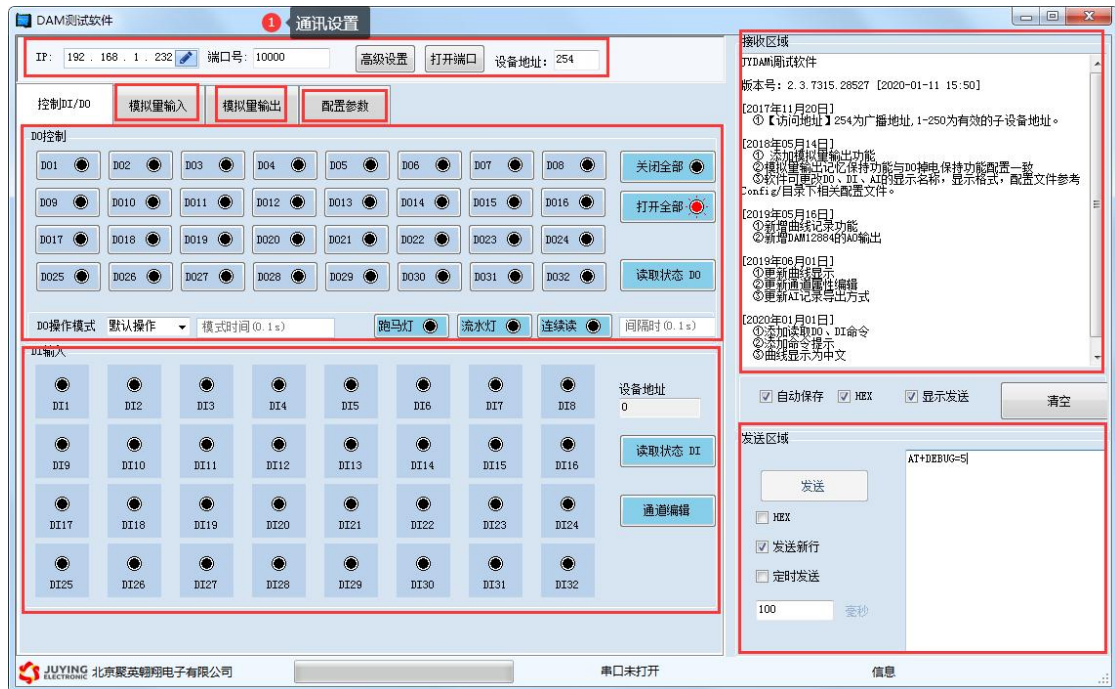 DAM测试软件
1 通讯设置
IP: 192 . 168 . 1 . 232 端口号: 10000 高级设置 打开端口 设备地址: 254
控制DI/DO 模拟量输入 模拟量输出 配置参数
DO控制
DO1 DO2 DO3 DO4 DO5 DO6 DO7 DO8 关闭全部
DO9 DO10 DO11 DO12 DO13 DO14 DO15 DO16 打开全部
DO17 DO18 DO19 DO20 DO21 DO22 DO23 DO24
DO25 DO26 DO27 DO28 DO29 DO30 DO31 DO32 读取状态 DO
DO操作模式 默认操作 模式时间(0.1s) 跑马灯 流水灯 连续读 间隔时(0.1s)
DI输入
DI1 DI2 DI3 DI4 DI5 DI6 DI7 DI8
设备地址
0
DI9 DI10 DI11 DI12 DI13 DI14 DI15 DI16
读取状态 DI
DI17 DI18 DI19 DI20 DI21 DI22 DI23 DI24
通道编辑
DI25 DI26 DI27 DI28 DI29 DI30 DI31 DI32
接收区域
JYDAM调试软件
版本号: 2.3.7315.28527 [2020-01-11 15:50]
[2017年11月20日]
①【访问地址】254为广播地址,1-250为有效的子设备地址。
[2018年05月14日]
① 添加模拟量输出功能
②模拟量输出记忆保持功能与DO掉电保持功能配置一致
③软件可更改DO、DI、AI的显示名称，显示格式，配置文件参考
Config/目录下相关配置文件。
[2019年05月16日]
①新增曲线记录功能
②新增DAM12884的AO输出
[2019年06月01日]
①更新曲线显示
②更新通道属性编辑
③更新AI记录导出方式
[2020年01月01日]
①添加读取DO、DI命令
②添加命令提示
③曲线显示为中文
自动保存 HEX 显示发送 清空
发送区域
AT+DEBUG=5
发送
HEX
发送新行
定时发送
100 毫秒
JUYING ELECTRONIC 北京聚英翱翔电子有限公司 串口未打开 信息